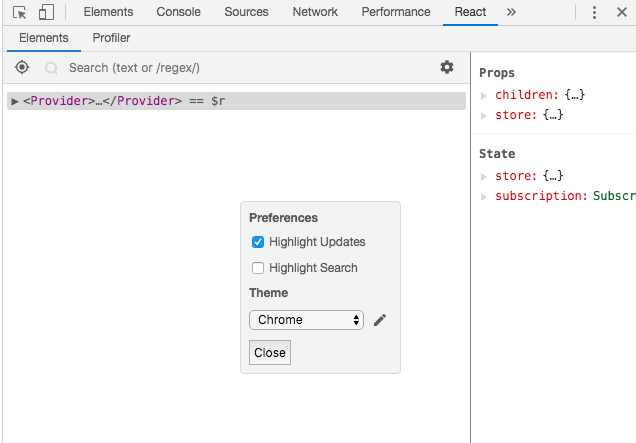 Elements Console Sources Network Performance React »
Elements Profiler
Search (text or /regex/)
▶ <Provider>…</Provider> == $r
Props
▶ children: {…}
▶ store: {…}
State
▶ store: {…}
▶ subscription: Subscr
Preferences
Highlight Updates
Highlight Search
Theme
Chrome
Close